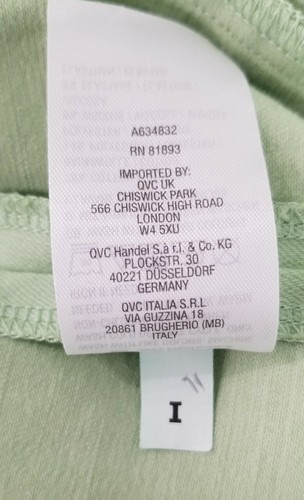 A634832
RN 81893
IMPORTED BY:
QVC UK
CHISWICK PARK
566 CHISWICK HIGH ROAD
LONDON
W4 5XU
QVC Handel S.à r.l. & Co. KG
PLOCKSTR. 30
40221 DÜSSELDORF
GERMANY
QVC ITALIA S.R.L
VIA GUZZINA 18
20861 BRUGHERIO (MB)
ITALY
I